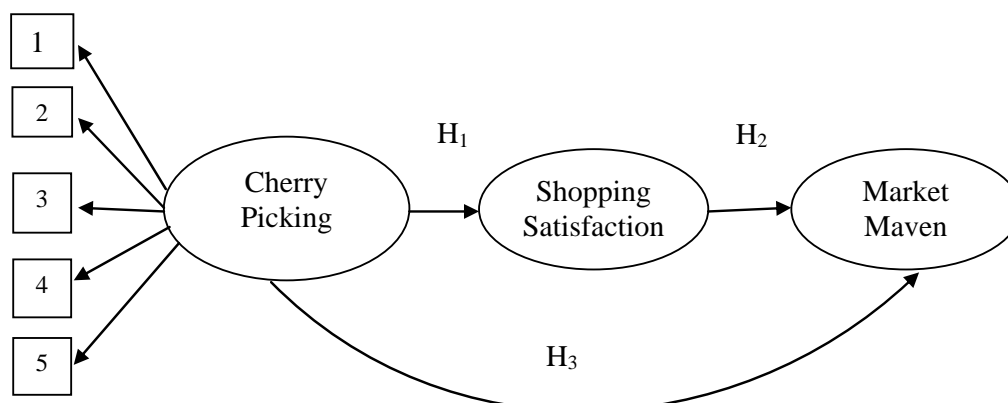 1
2
3
4
5
Cherry
Picking
H₁
Shopping
Satisfaction
H₂
Market
Maven
H₃